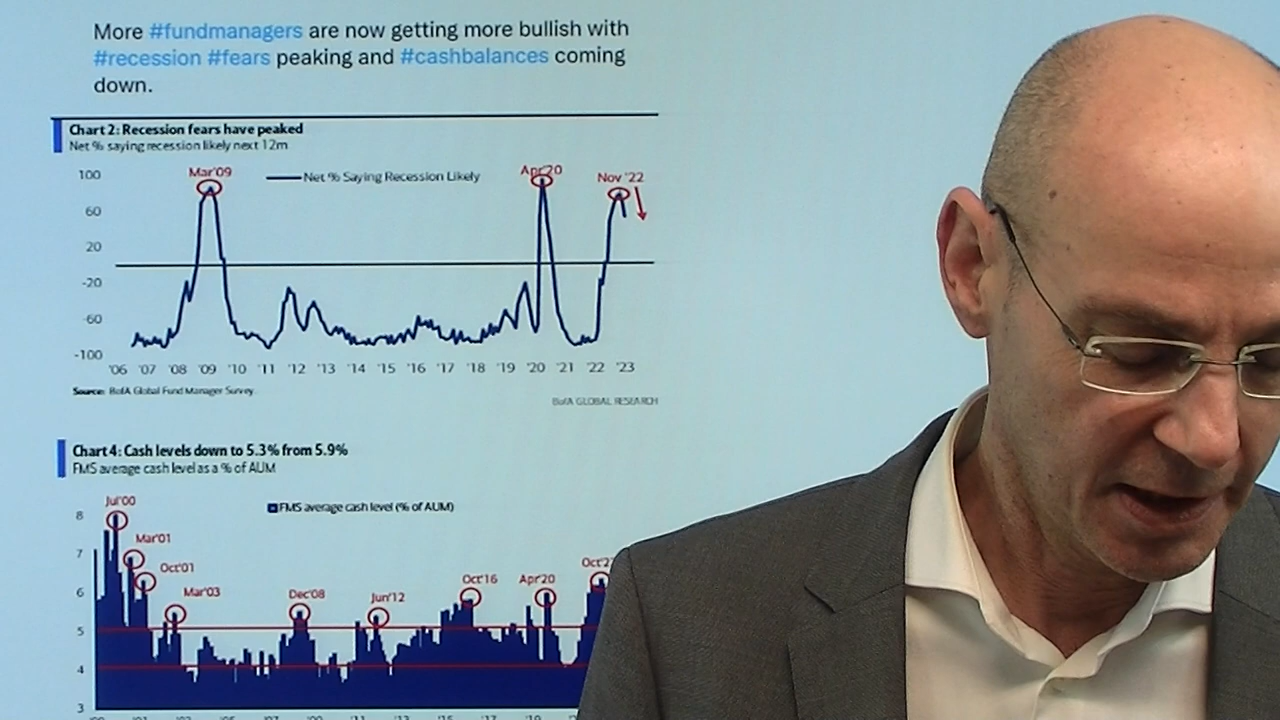 More #fundmanagers are now getting more bullish with
#recession #fears peaking and #cashbalances coming
down.
Chart 2: Recession fears have peaked
Net % saying recession likely next 12m
Mar'09
Apr'20
Nov '22
Net % Saying Recession Likely
100
60
20
-20
-60
-100
'06 '07 '08 '09 '10 '11 '12 '13 '14 '15 '16 '17 '18 '19 '20 '21 '22 '23
Source: BofA Global Fund Manager Survey.
BofA GLOBAL RESEARCH
Chart 4: Cash levels down to 5.3% from 5.9%
FMS average cash level as a % of AUM
Jul'00
FMS average cash level (% of AUM)
Mar'01
Oct'01
Mar'03
Dec'08
Jun'12
Oct'16
Apr'20
8
7
6
5
4
3